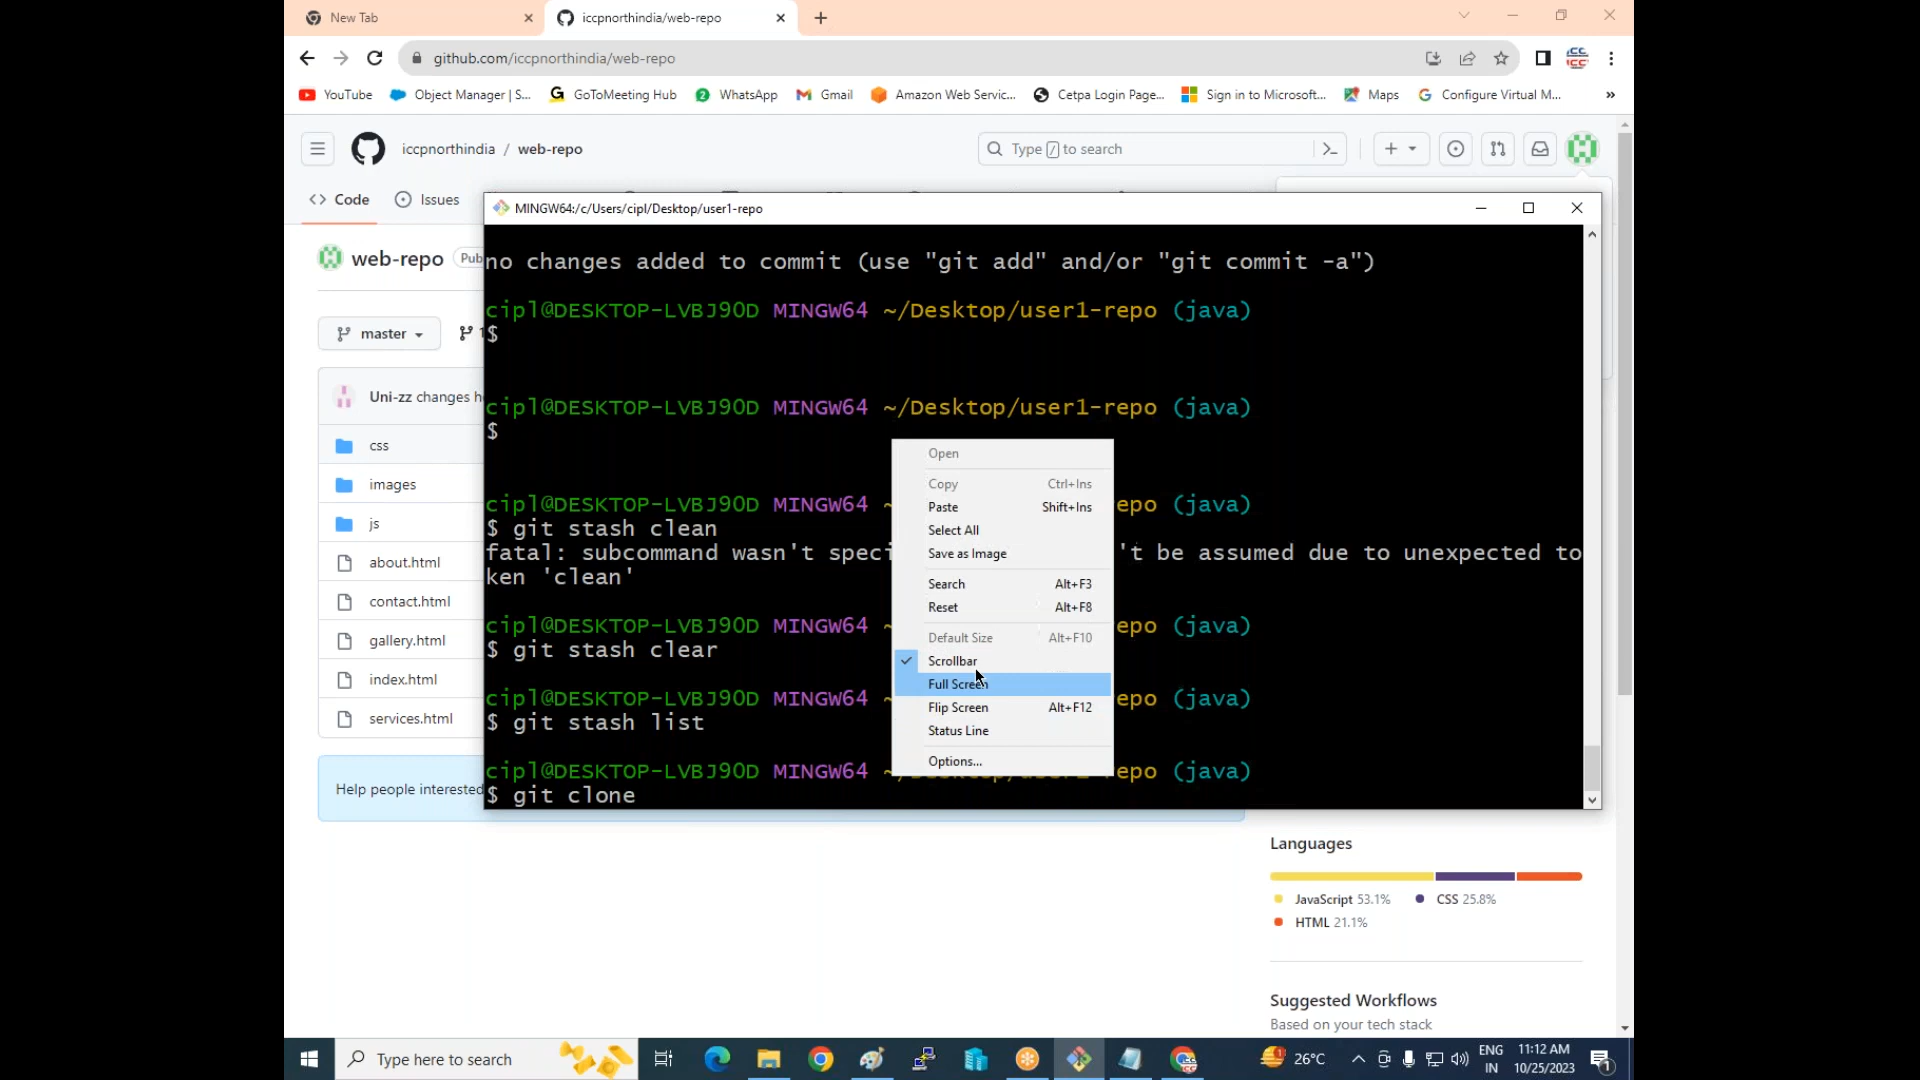 New Tab
iccpnorthindia/web-repo
github.com/iccpnorthindia/web-repo
YouTube
Object Manager | S...
GoToMeeting Hub
WhatsApp
Gmail
Amazon Web Servic...
Cetpa Login Page...
Sign in to Microsoft...
Maps
Configure Virtual M...
»
iccpnorthindia / web-repo
Type / to search
Code
Issues
MINGW64:/c/Users/cipl/Desktop/user1-repo
web-repo
no changes added to commit (use "git add" and/or "git commit -a")
cipl@DESKTOP-LVBJ9OD MINGW64 ~/Desktop/user1-repo (java)
$
master
cipl@DESKTOP-LVBJ9OD MINGW64 ~/Desktop/user1-repo (java)
$
Uni-zz changes
css
images
js
about.html
contact.html
gallery.html
index.html
services.html
cipl@DESKTOP-LVBJ9OD MINGW64 ~ epo (java)
$ git stash clean
fatal: subcommand wasn't speci 't be assumed due to unexpected to
ken 'clean'
cipl@DESKTOP-LVBJ9OD MINGW64 ~ epo (java)
$ git stash clear
cipl@DESKTOP-LVBJ9OD MINGW64 ~ epo (java)
$ git stash list
cipl@DESKTOP-LVBJ9OD MINGW64 ~ epo (java)
$ git clone
Open
Copy Ctrl+Ins
Paste Shift+Ins
Select All
Save as Image
Search Alt+F3
Reset Alt+F8
Default Size Alt+F10
Scrollbar
Full Screen
Flip Screen Alt+F12
Status Line
Options...
Help people interested
Languages
JavaScript 53.1%
CSS 25.8%
HTML 21.1%
Suggested Workflows
Based on your tech stack
Type here to search
26°C
ENG
IN
11:12 AM
10/25/2023
1